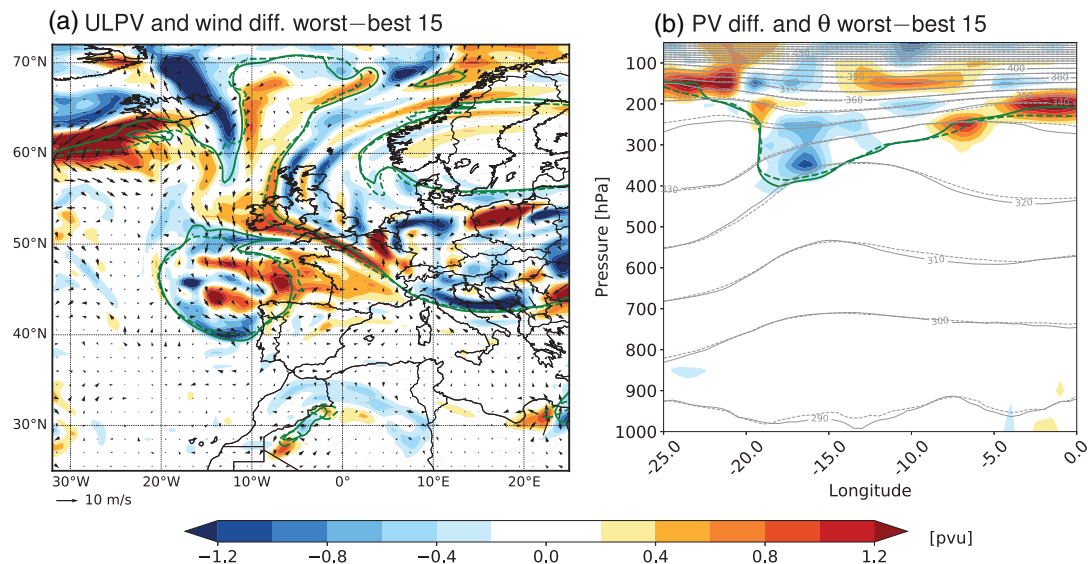 (a) ULPV and wind diff. worst−best 15
70°N
60°N
50°N
40°N
30°N
30°W 20°W 10°W 0°W 10°E 20°E
10 m/s
(b) PV diff. and θ worst−best 15
Pressure [hPa]
100
200
300
400
500
600
700
800
900
1000
400
390
380
370
360
340
330
320
310
300
290
-25.0 -20.0 -15.0 -10.0 -5.0 0.0
Longitude
−1.2 −0.8 −0.4 0.0 0.4 0.8 1.2 [pvu]